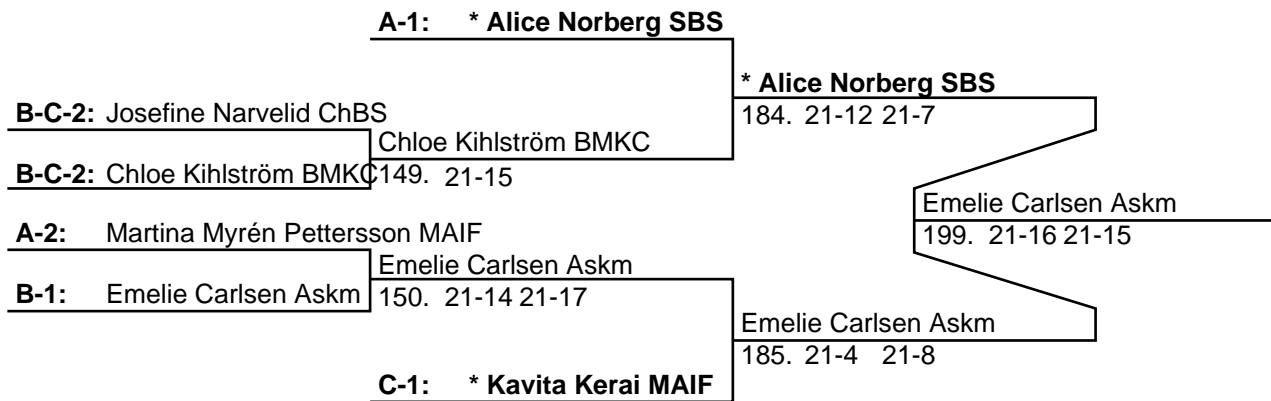 A-1: * Alice Norberg SBS
* Alice Norberg SBS
184. 21-12 21-7
B-C-2: Josefine Narvelid ChBS
Chloe Kihlström BMKC
B-C-2: Chloe Kihlström BMKC
149. 21-15
Emelie Carlsen Askm
199. 21-16 21-15
A-2: Martina Myrén Pettersson MAIF
Emelie Carlsen Askm
B-1: Emelie Carlsen Askm
150. 21-14 21-17
Emelie Carlsen Askm
185. 21-4 21-8
C-1: * Kavita Kerai MAIF